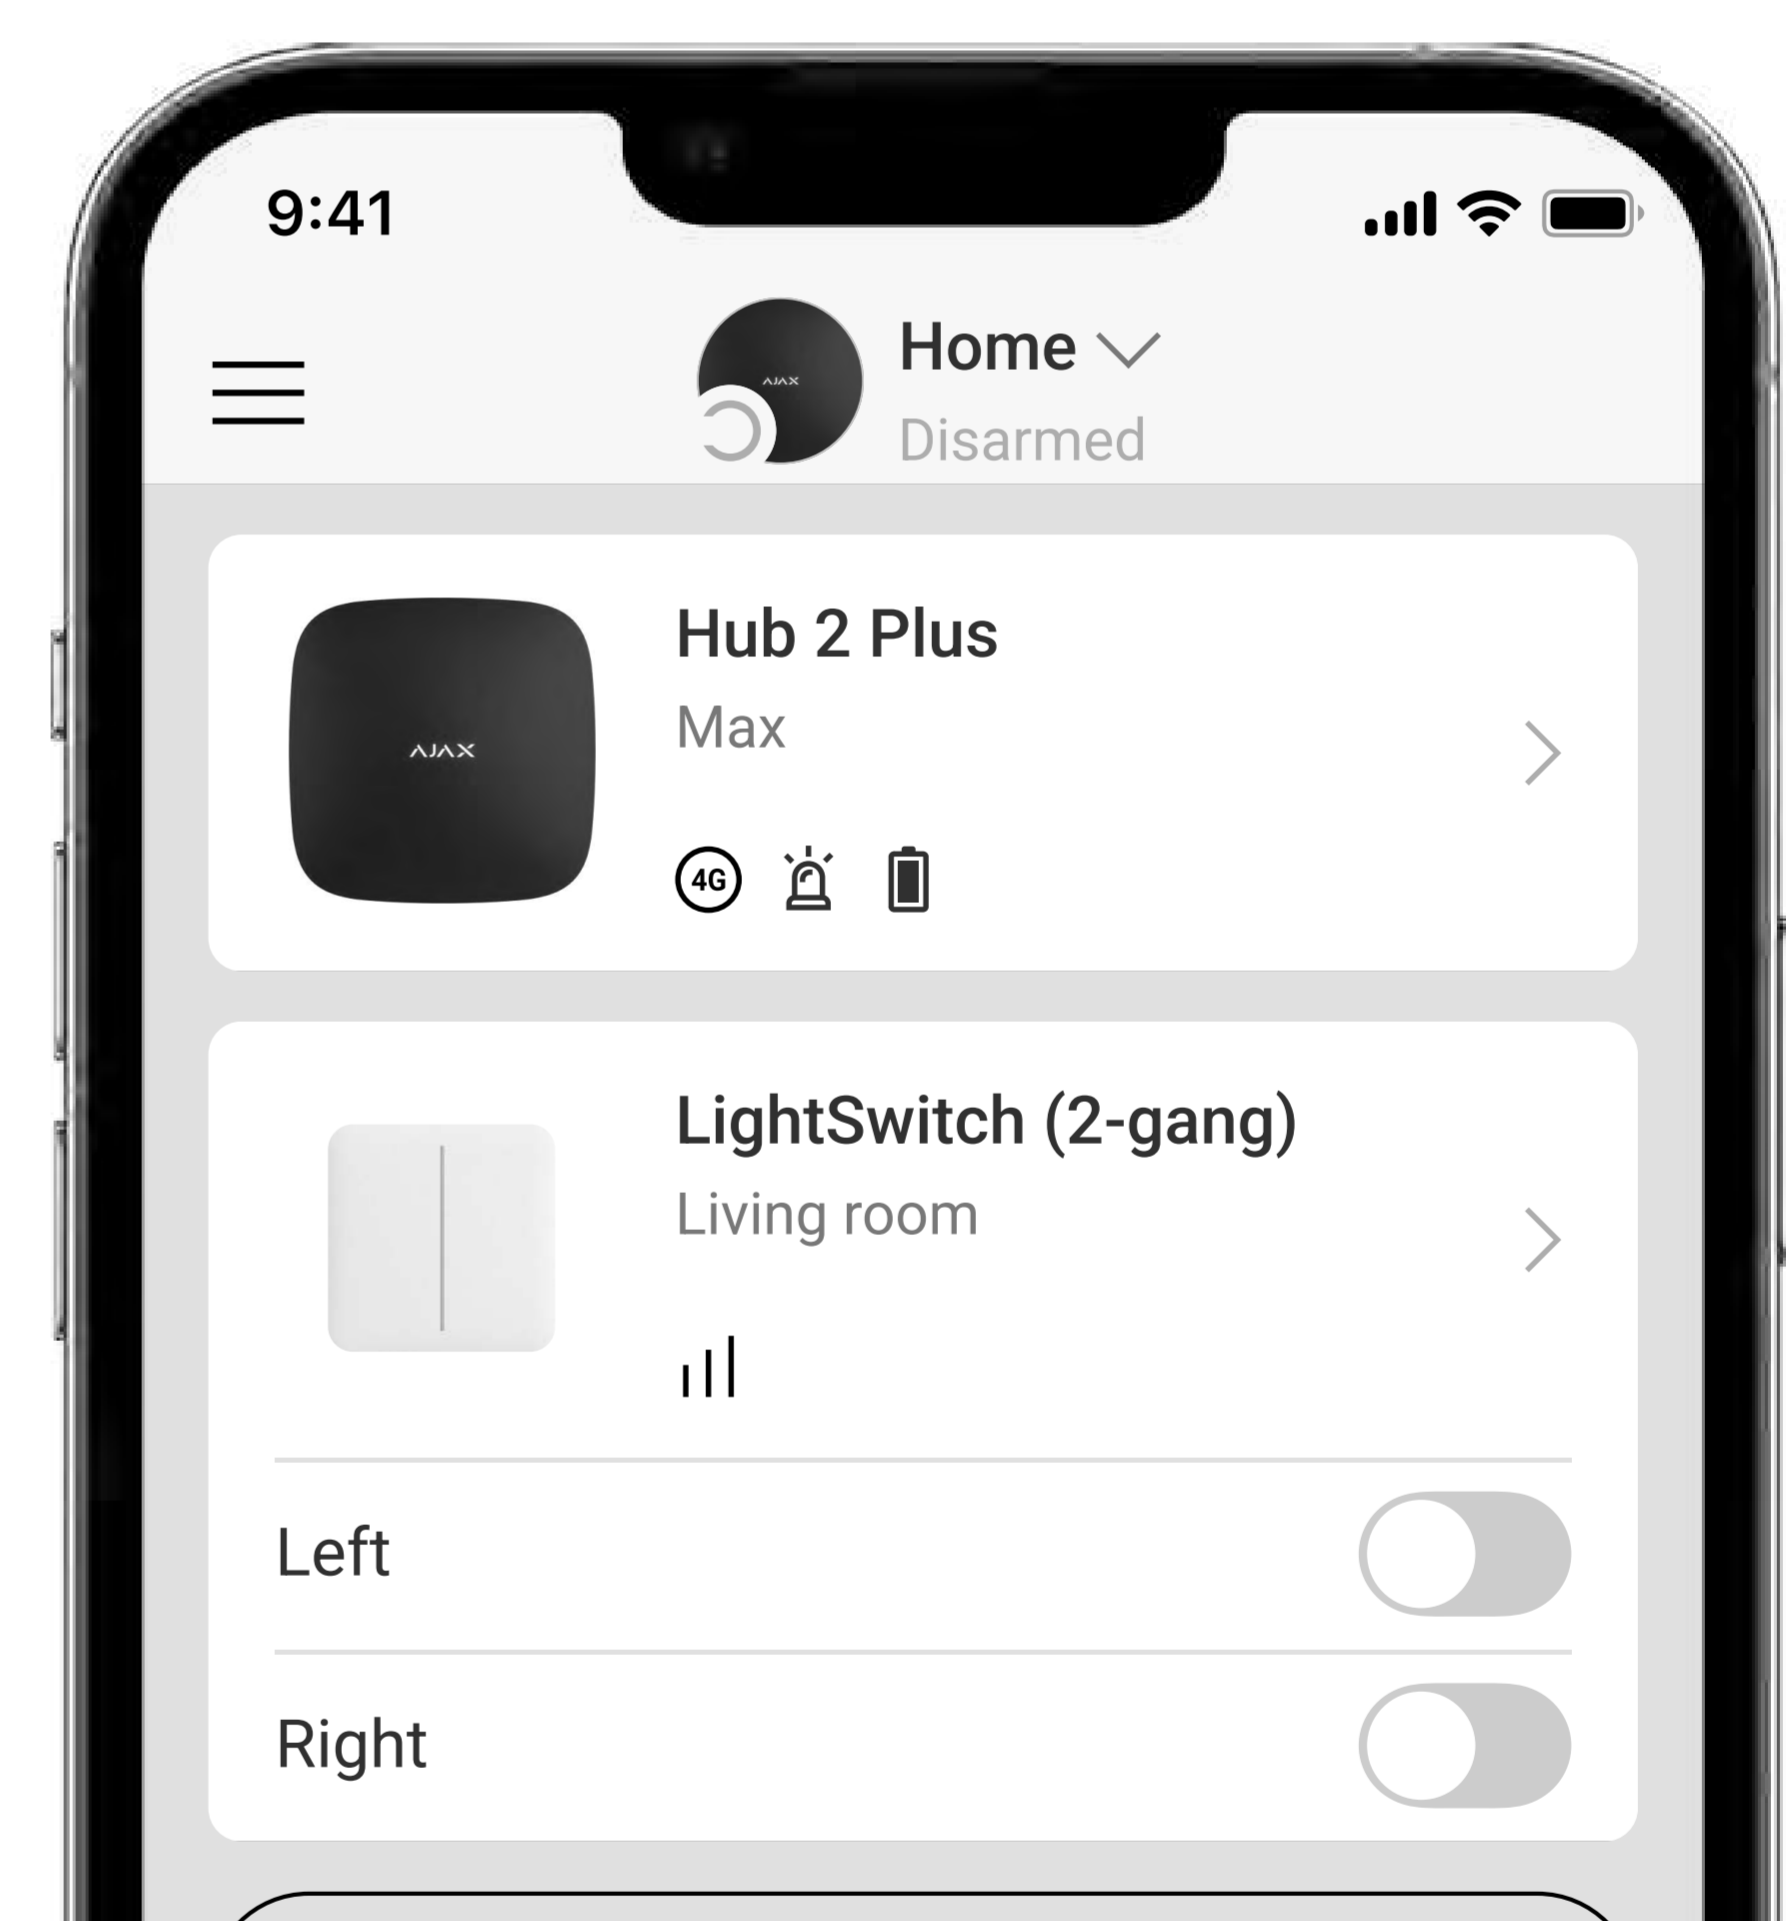 9:41
AJAX
Home
Disarmed
Hub 2 Plus
AJAX
Max
4G
LightSwitch (2-gang)
Living room
Left
Right